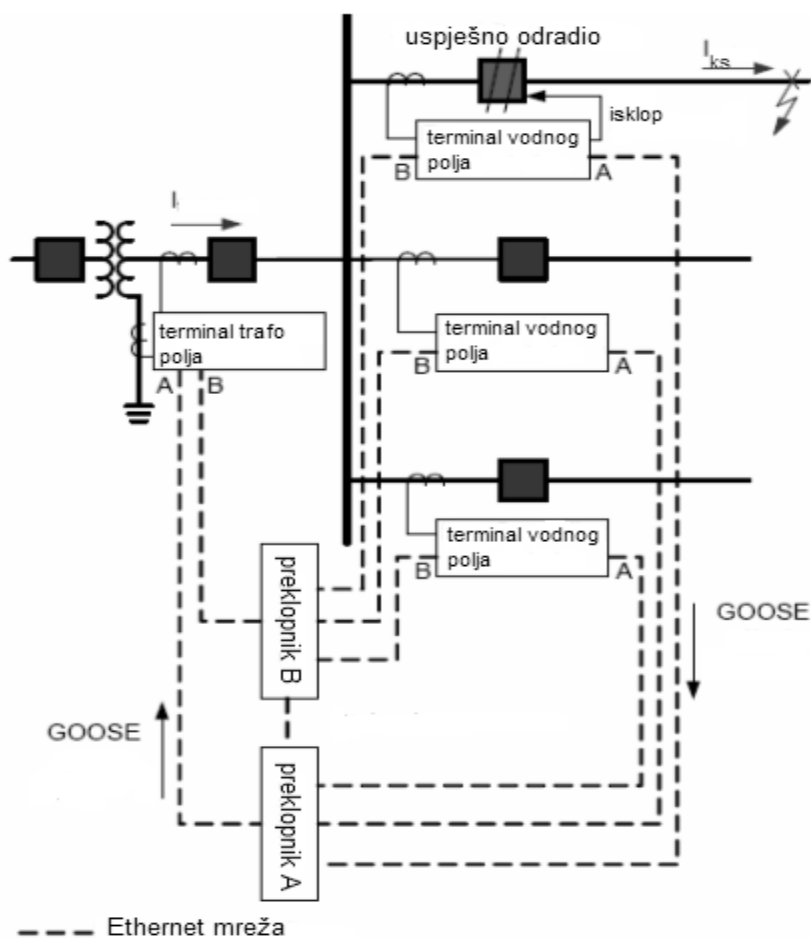 uspješno odradio
I ks
isklop
terminal vodnog
polja
B
A
I
terminal trafo
polja
A
B
terminal vodnog
polja
B
A
terminal vodnog
polja
B
A
preklopnik B
GOOSE
GOOSE
preklopnik A
Ethernet mreža